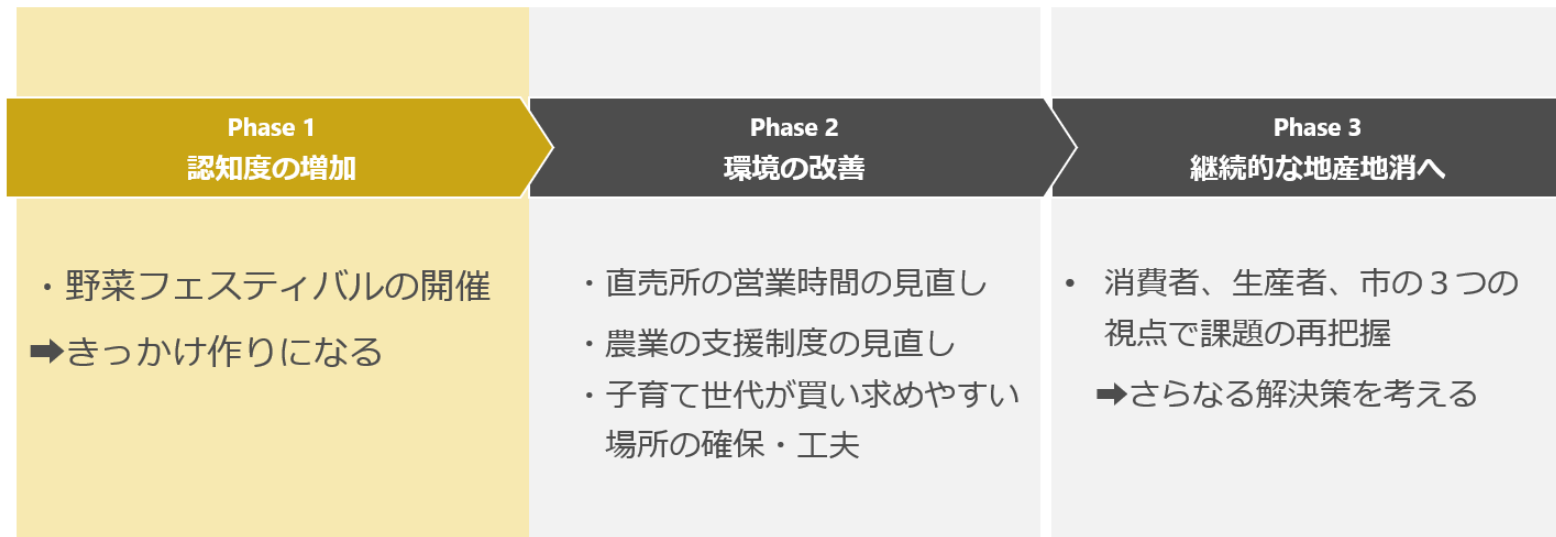 Phase 1
認知度の増加
・野菜フェスティバルの開催
➡きっかけ作りになる
Phase 2
環境の改善
・直売所の営業時間の見直し
・農業の支援制度の見直し
・子育て世代が買い求めやすい
場所の確保・工夫
Phase 3
継続的な地産地消へ
• 消費者、生産者、市の３つの
視点で課題の再把握
➡さらなる解決策を考える